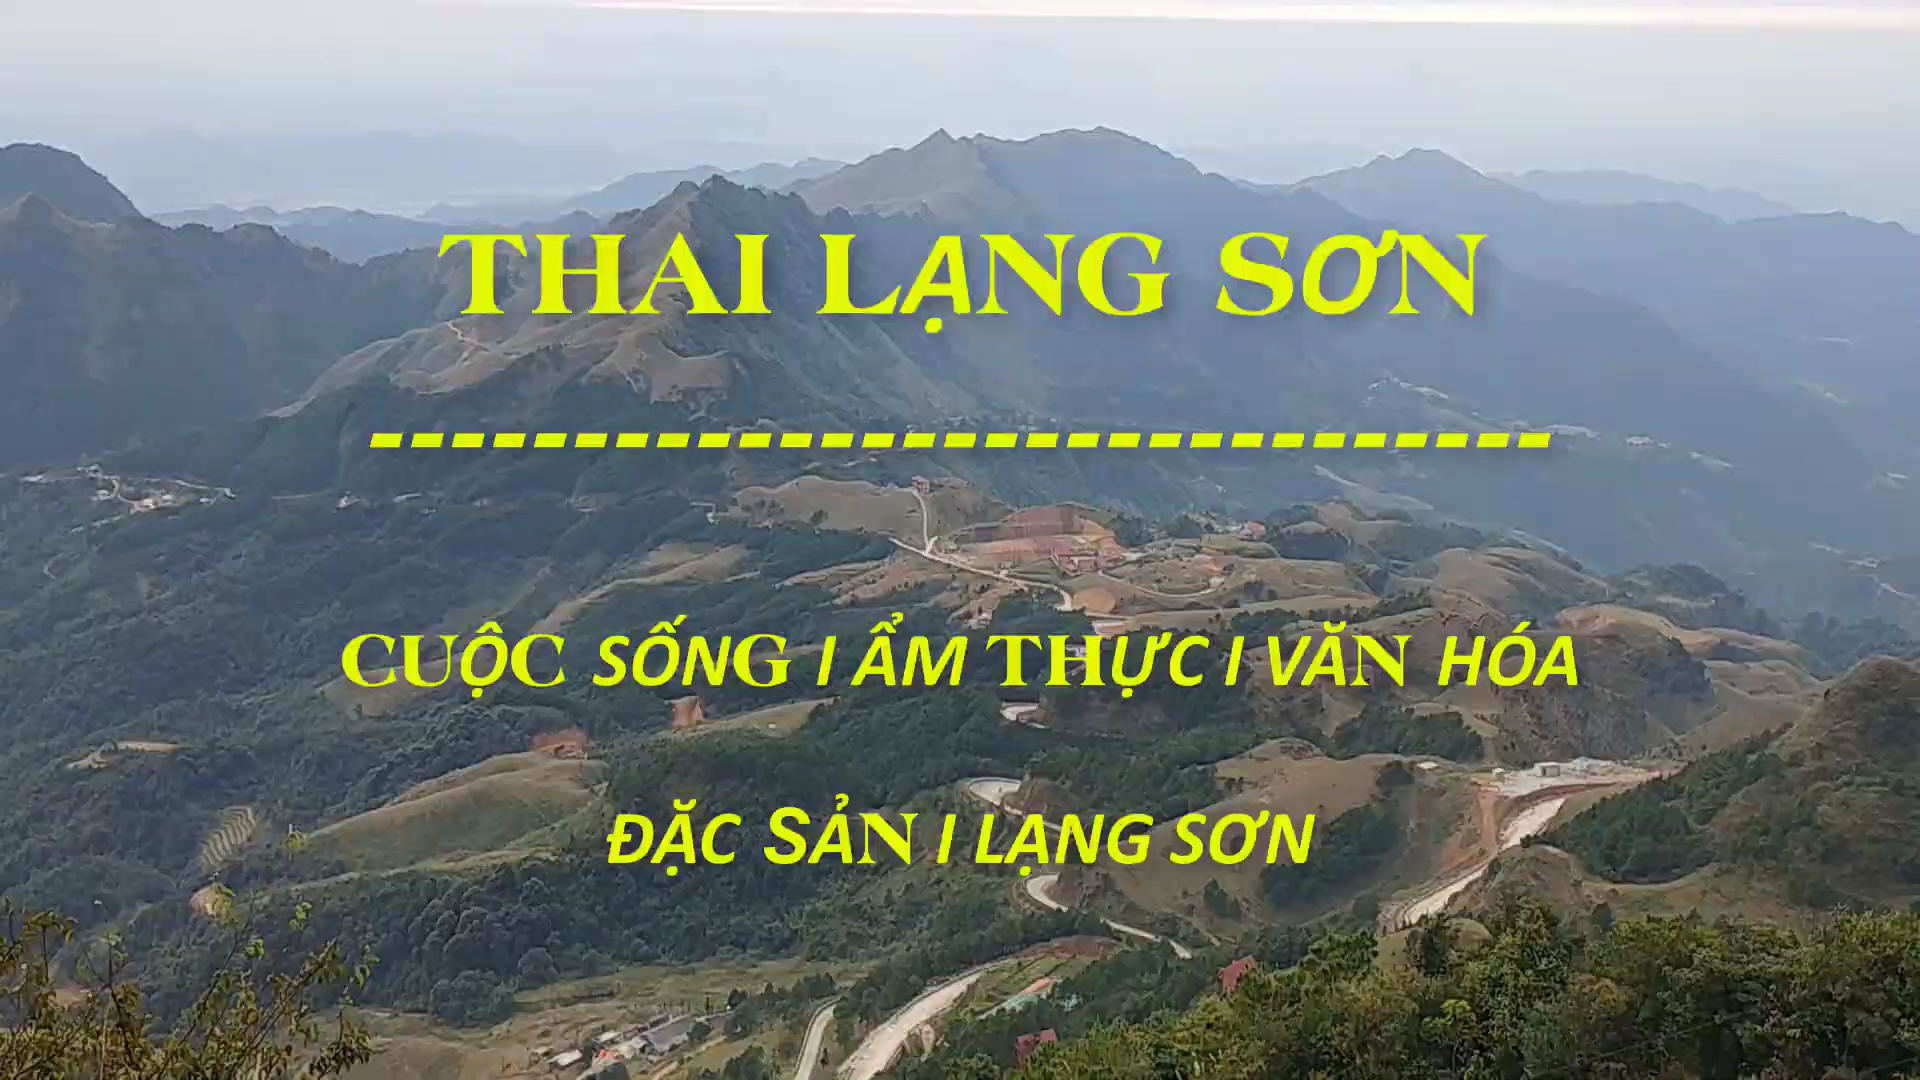 THAI LẠNG SƠN
-----------------------------
CUỘC SỐNG I ẨM THỰC I VĂN HÓA
ĐẶC SẢN I LẠNG SƠN